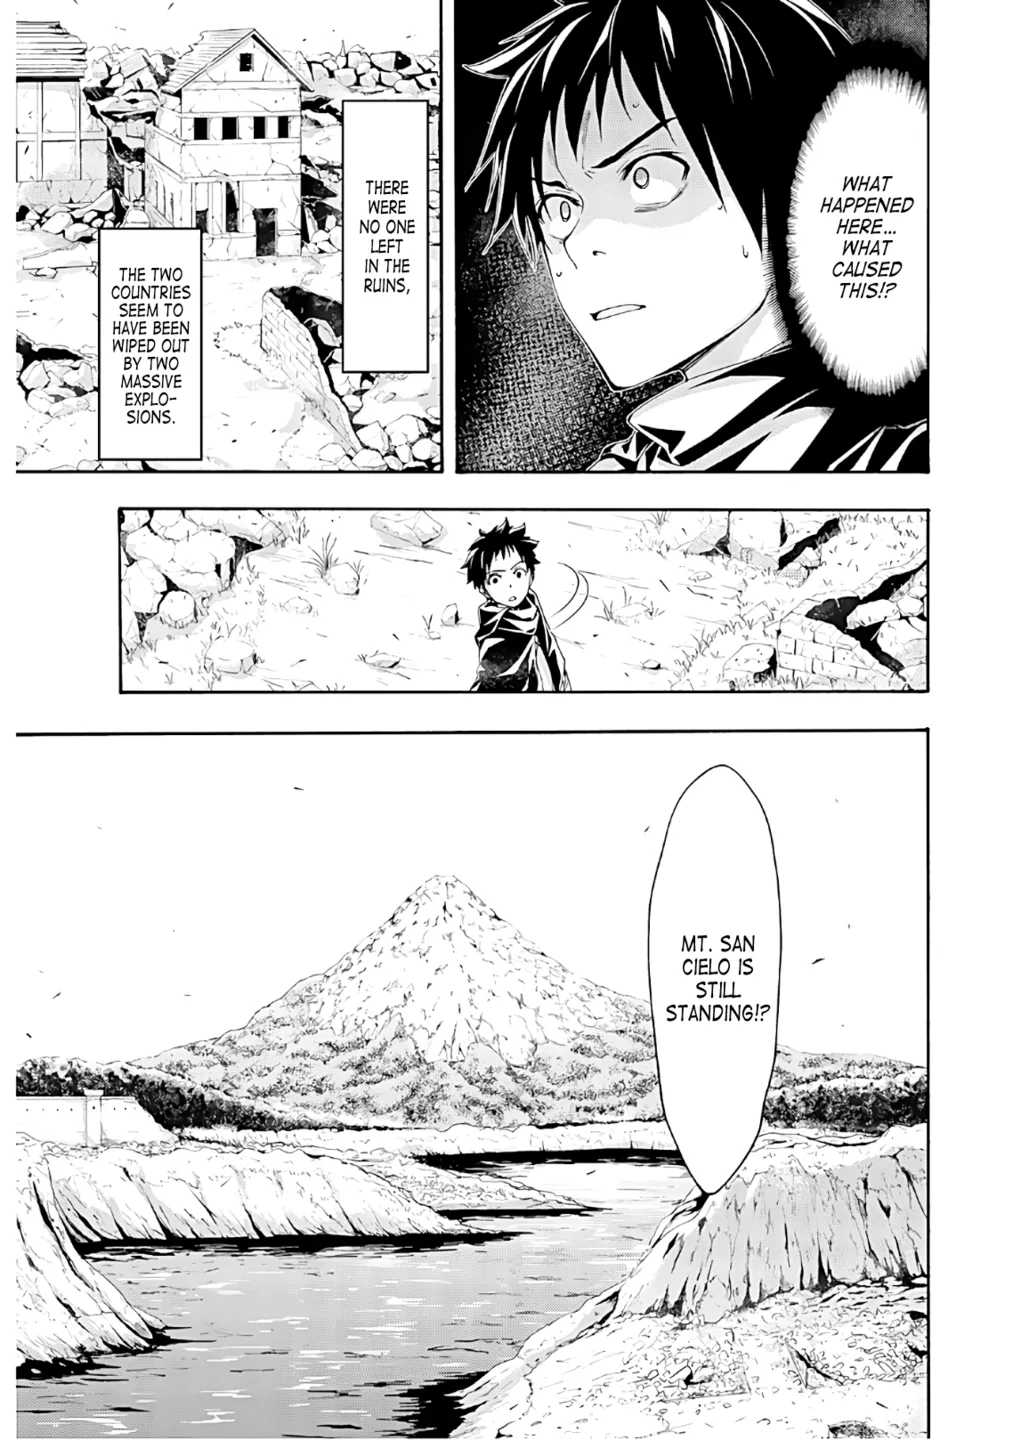 WHAT
HAPPENED
HERE...
WHAT
CAUSED
THIS!?
THERE
WERE
NO ONE
LEFT
IN THE
RUINS,
THE TWO
COUNTRIES
SEEM TO
HAVE BEEN
WIPED OUT
BY TWO
MASSIVE
EXPLO-
SIONS.
MT. SAN
CIELO IS
STILL
STANDING!?